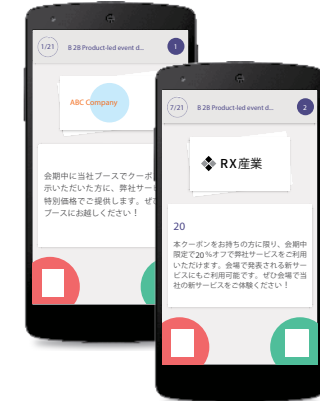 1/21
B 2B Product-led event d...
1
ABC Company
会期中に当社ブースでクーポ
示いただいた方に、弊社サー
特別価格でご提供します。ぜ
ブースにお越しください！
7/21
B 2B Product-led event d...
2
RX産業
20
本クーポンをお持ちの方に限り、会期中
限定で20％オフで弊社サービスをご利用
いただけます。会場で発表される新サー
ビスにもご利用可能です。ぜひ会場で当
社の新サービスをご体験ください！